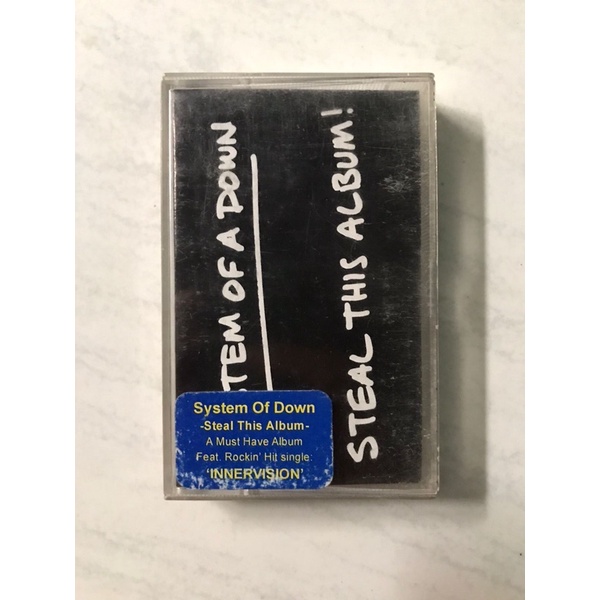 TEM OF A DOWN
STEAL THIS ALBUM!
System Of Down
-Steal This Album-
A Must Have Album
Feat. Rockin' Hit single:
'INNERVISION'